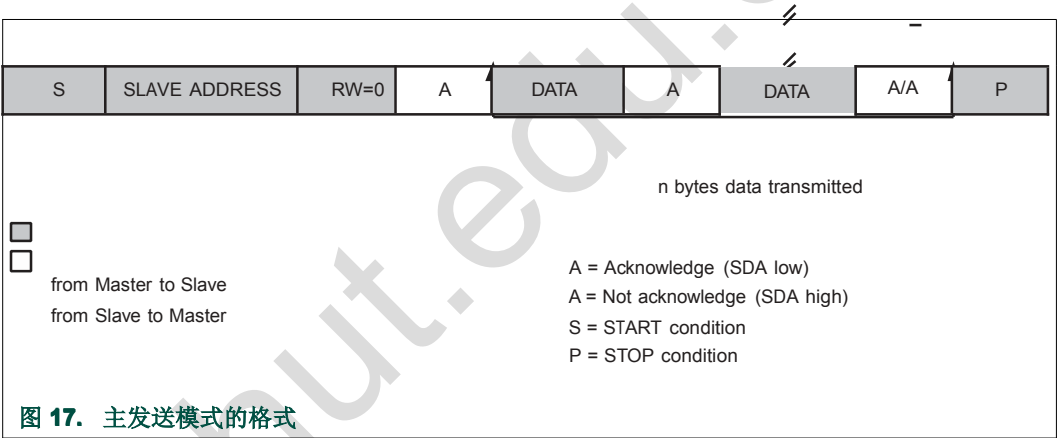 S SLAVE ADDRESS RW=0 A DATA A DATA A/A P
n bytes data transmitted
from Master to Slave
from Slave to Master
A = Acknowledge (SDA low)
A = Not acknowledge (SDA high)
S = START condition
P = STOP condition
图 17. 主发送模式的格式
hut.edu.